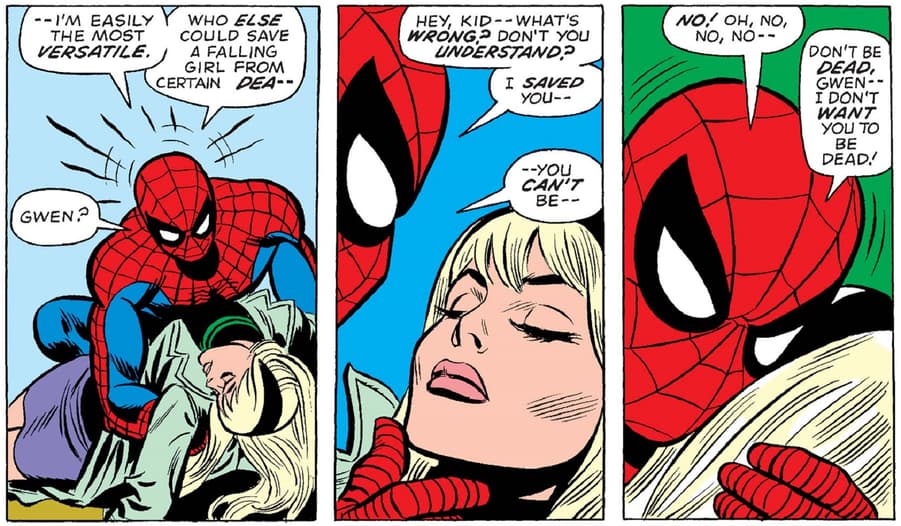 --I'M EASILY
THE MOST
VERSATILE.
WHO ELSE
COULD SAVE
A FALLING
GIRL FROM
CERTAIN DEA--
GWEN?
HEY, KID--WHAT'S
WRONG? DON'T YOU
UNDERSTAND?
I SAVED
YOU--
--YOU
CAN'T
BE--
NO! OH, NO,
NO, NO--
DON'T BE
DEAD,
GWEN--
I DON'T
WANT
YOU TO
BE
DEAD!